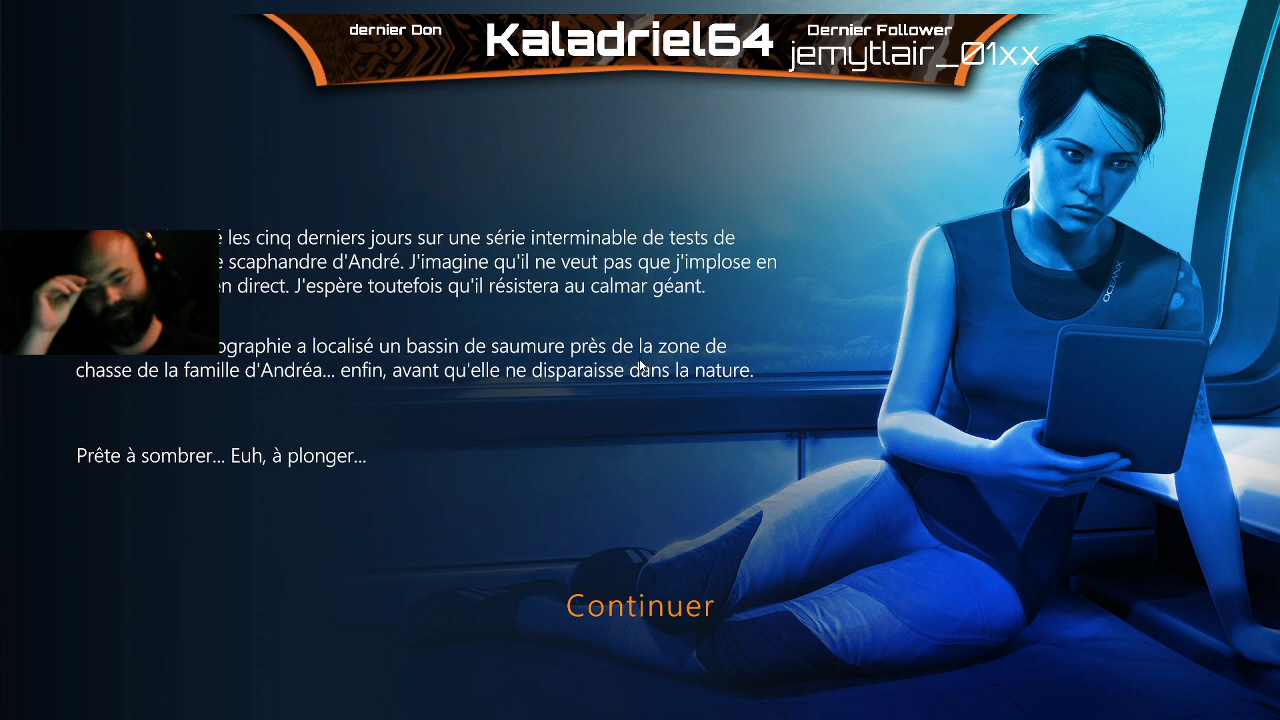 dernier Don
Kaladriel64
Dernier Follower
jemytlair_01xx
les cinq derniers jours sur une série interminable de tests de
scaphandre d'André. J'imagine qu'il ne veut pas que j'implose en
en direct. J'espère toutefois qu'il résistera au calmar géant.
ographie a localisé un bassin de saumure près de la zone de
chasse de la famille d'Andréa... enfin, avant qu'elle ne disparaisse dans la nature.
Prête à sombrer... Euh, à plonger...
OCEANX
Continuer